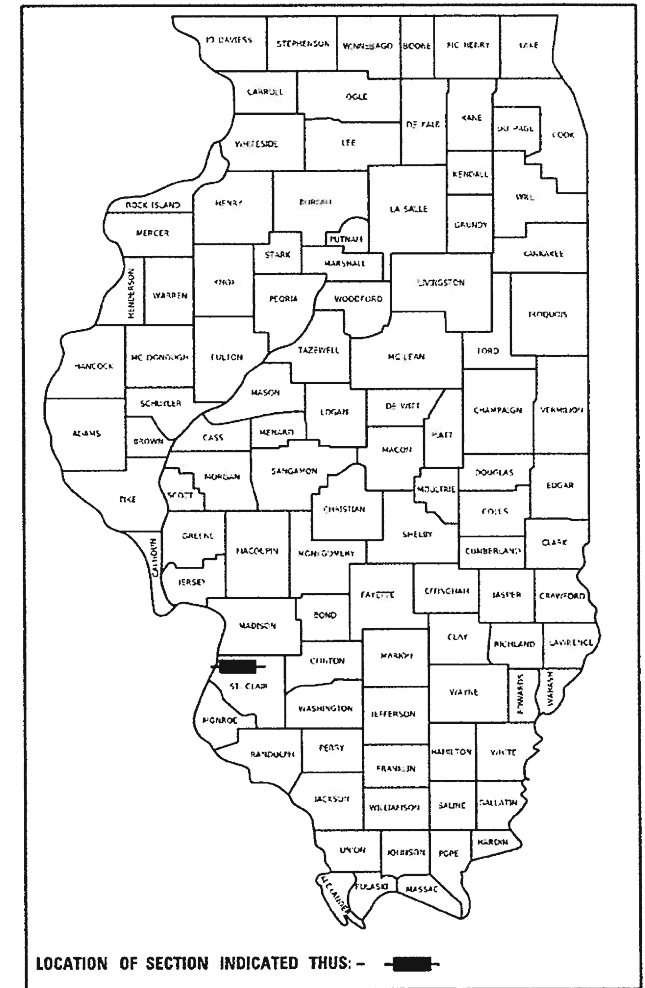 JO DAVIESS STEPHENSON WINNEBAGO BOONE MC HENRY LAKE
CARROLL OGLE DE KALB KANE DU PAGE COOK
WHITESIDE LEE KENDALL
ROCK ISLAND HENRY BUREAU LA SALLE GRUNDY WILL
MERCER STARK PUTNAM MARSHALL KANKAKEE
HENDERSON WARREN KNOX PEORIA WOODFORD LIVINGSTON IROQUOIS
HANCOCK MC DONOUGH FULTON TAZEWELL MC LEAN FORD
SCHUYLER MASON LOGAN DE WITT CHAMPAIGN VERMILION
ADAMS BROWN CASS MENARD MACON PIATT
PIKE SCOTT MORGAN SANGAMON CHRISTIAN MOULTRIE DOUGLAS EDGAR
COLES
CALHOUN GREENE MACOUPIN MONTGOMERY SHELBY CUMBERLAND CLARK
JERSEY FAYETTE EFFINGHAM JASPER CRAWFORD
MADISON BOND CLAY RICHLAND LAWRENCE
ST. CLAIR CLINTON MARION WAYNE EDWARDS WABASH
MONROE WASHINGTON JEFFERSON
RANDOLPH PERRY FRANKLIN HAMILTON WHITE
JACKSON WILLIAMSON SALINE GALLATIN
UNION JOHNSON POPE HARDIN
ALEXANDER PULASKI MASSAC
LOCATION OF SECTION INDICATED THUS: –